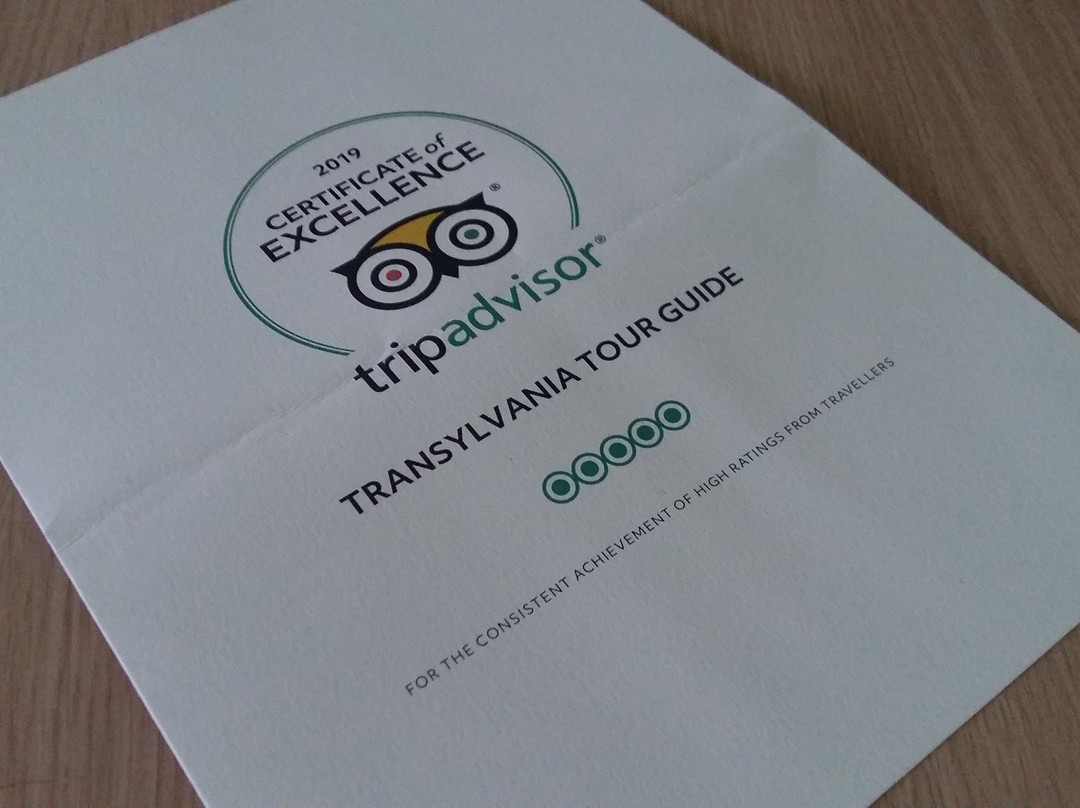 2019
CERTIFICATE of
EXCELLENCE
®
tripadvisor®
TRANSYLVANIA TOUR GUIDE
FOR THE CONSISTENT ACHIEVEMENT OF HIGH RATINGS FROM TRAVELLERS